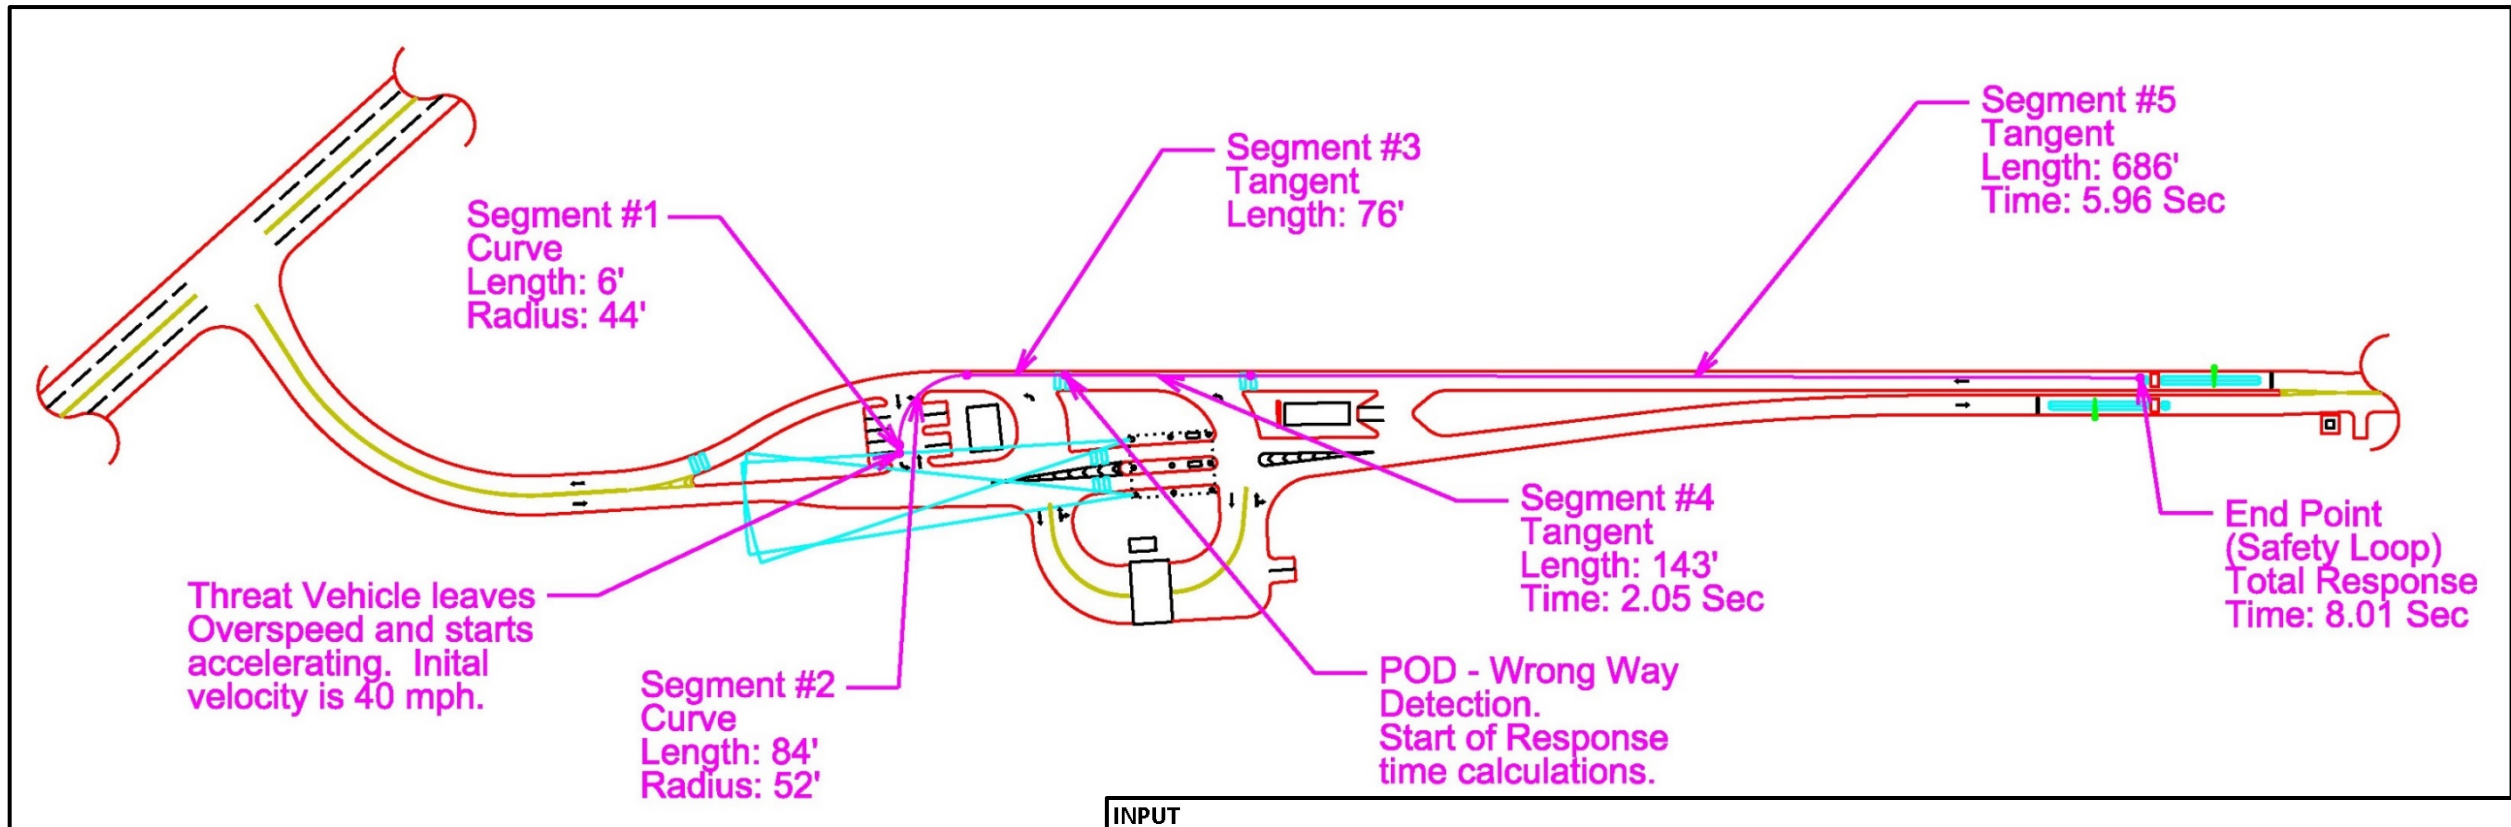 Segment #5
Tangent
Length: 686'
Time: 5.96 Sec
Segment #3
Tangent
Length: 76'
Segment #1
Curve
Length: 6'
Radius: 44'
Segment #4
Tangent
Length: 143'
Time: 2.05 Sec
End Point
(Safety Loop)
Total Response
Time: 8.01 Sec
Threat Vehicle leaves
Overspeed and starts
accelerating.  Inital
velocity is 40 mph.
Segment #2
Curve
Length: 84'
Radius: 52'
POD - Wrong Way
Detection.
Start of Response
time calculations.
INPUT